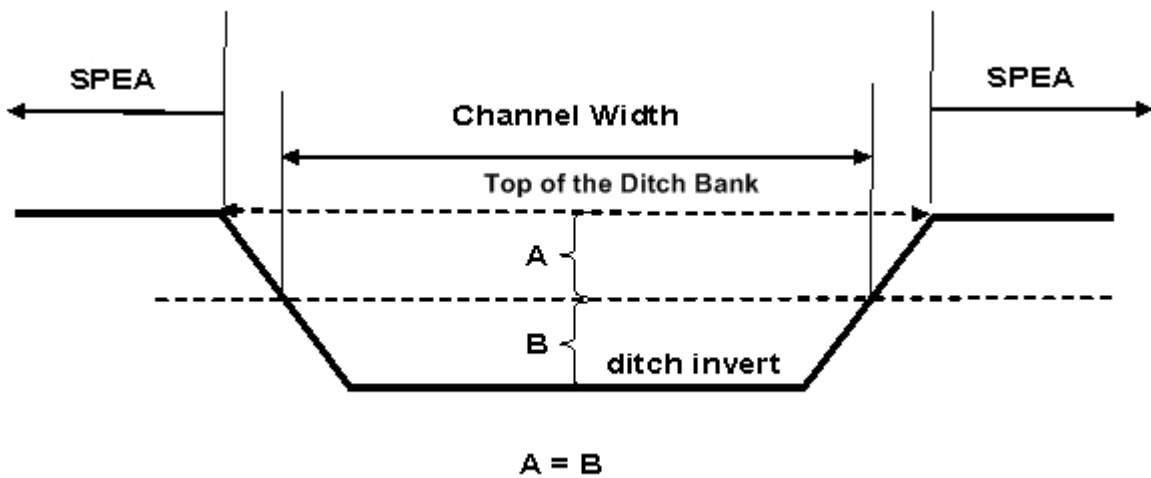 SPEA
SPEA
Channel Width
Top of the Ditch Bank
A
B
ditch invert
A = B